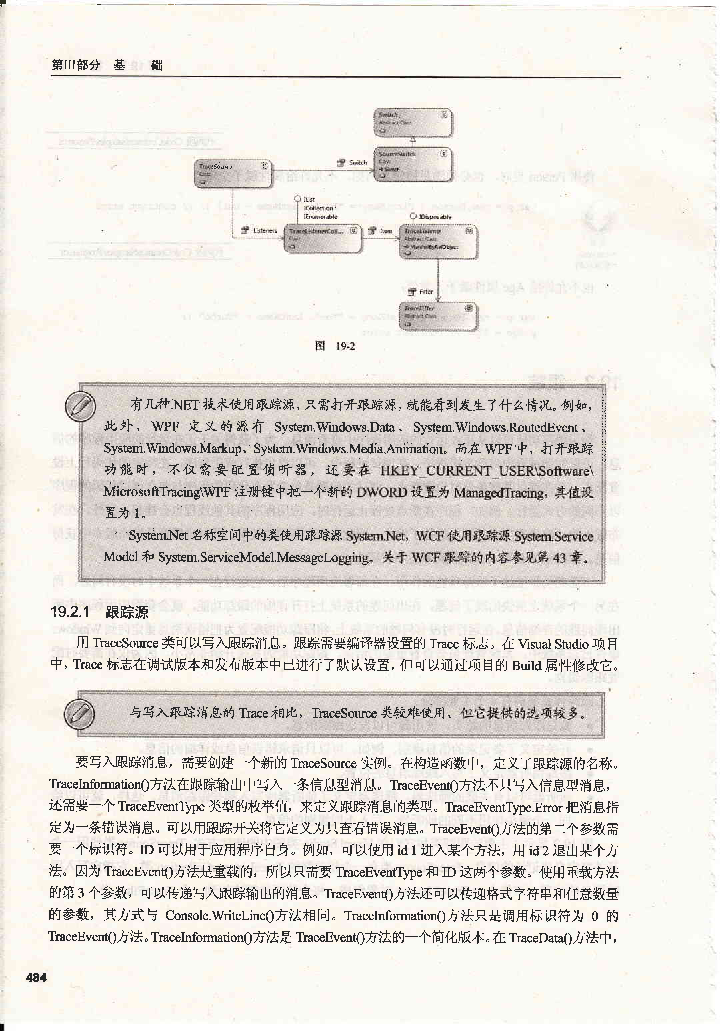 第III部分 基 础
Switch
Abstract Class
SourceSwitch
Class
Switch
TraceSource
Class
Switch
IList
ICollection
IEnumerable
IDisposable
Listeners
TraceListenerColl...
Class
Item
TraceListener
Abstract Class
MarshalByRefObject
Filter
TraceFilter
Abstract Class
图 19-2
有几种.NET技术使用跟踪源,只需打开跟踪源,就能看到发生了什么情况。例如,
此外, WPF 定义的源有 System.Windows.Data、 System.Windows.RoutedEvent、
System.Windows.Markup、System.Windows.Media.Animation。而在WPF中,打开跟踪
功能时, 不仅需要配置侦听器, 还要在 HKEY_CURRENT_USER\Software\
Microsoft\Tracing\WPF 注册键中把一个新的 DWORD 设置为 ManagedTracing,其值设
置为 1。
System.Net 名称空间中的类使用跟踪源 System.Net,WCF 使用跟踪源 System.Service
Model 和 System.ServiceModel.MessageLogging。关于 WCF 跟踪的内容参见第 43 章。
19.2.1 跟踪源
用 TraceSource 类可以写入跟踪消息。跟踪需要编译器设置的 Trace 标志。在 Visual Studio 项目
中,Trace 标志在调试版本和发布版本中已进行了默认设置,但可以通过项目的 Build 属性修改它。
与写入跟踪消息的 Trace 相比,TraceSource 类较难使用,但它提供的选项较多。
要写入跟踪消息,需要创建一个新的 TraceSource 实例。在构造函数中,定义了跟踪源的名称。
TraceInformation()方法在跟踪输出中写入一条信息型消息。TraceEvent()方法不只写入信息型消息,
还需要一个 TraceEventType 类型的枚举值,来定义跟踪消息的类型。TraceEventType.Error 把消息指
定为一条错误消息。可以用跟踪开关将它定义为只查看错误消息。TraceEvent()方法的第二个参数需
要一个标识符。ID 可以用于应用程序自身。例如,可以使用 id 1 进入某个方法,用 id 2 退出某个方
法。因为 TraceEvent()方法是重载的,所以只需要 TraceEventType 和 ID 这两个参数。使用重载方法
的第 3 个参数,可以传递写入跟踪输出的消息。TraceEvent()方法还可以传递格式字符串和任意数量
的参数,其方式与 Console.WriteLine()方法相同。TraceInformation()方法只是调用标识符为 0 的
TraceEvent()方法。TraceInformation()方法是 TraceEvent()方法的一个简化版本。在 TraceData()方法中,
484